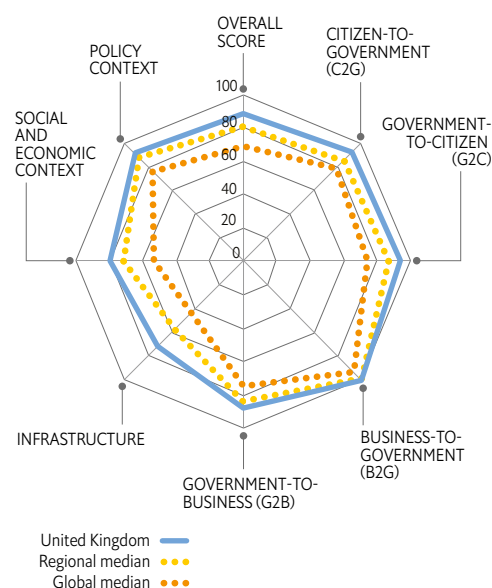 OVERALL
SCORE
CITIZEN-TO-
GOVERNMENT
(C2G)
POLICY
CONTEXT
SOCIAL
AND
ECONOMIC
CONTEXT
GOVERNMENT-
TO-CITIZEN
(G2C)
100
80
60
40
20
0
INFRASTRUCTURE
BUSINESS-TO-
GOVERNMENT
(B2G)
GOVERNMENT-TO-
BUSINESS (G2B)
United Kingdom
Regional median
Global median